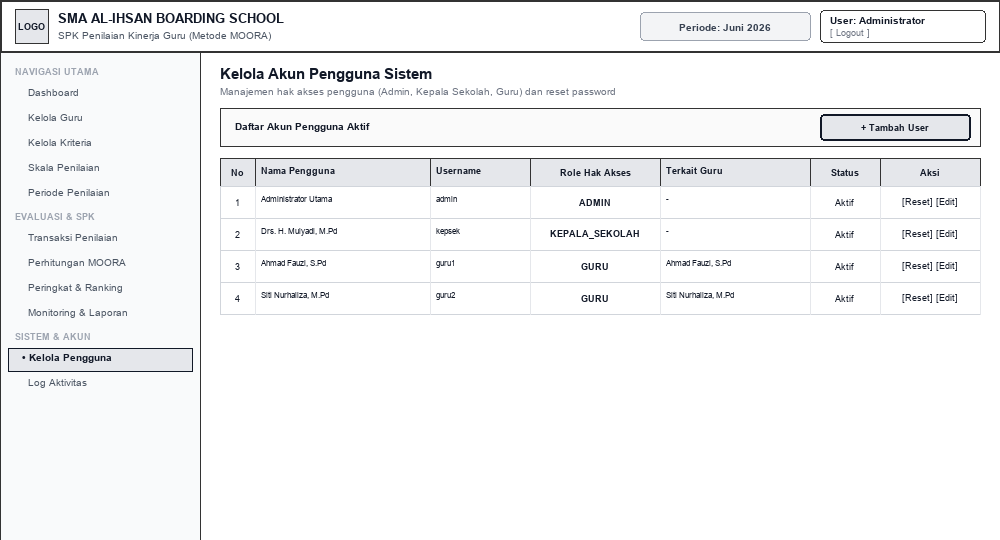 LOGO
SMA AL-IHSAN BOARDING SCHOOL
SPK Penilaian Kinerja Guru (Metode MOORA)
Periode: Juni 2026
User: Administrator
[ Logout ]
NAVIGASI UTAMA
Dashboard
Kelola Guru
Kelola Kriteria
Skala Penilaian
Periode Penilaian
EVALUASI & SPK
Transaksi Penilaian
Perhitungan MOORA
Peringkat & Ranking
Monitoring & Laporan
SISTEM & AKUN
• Kelola Pengguna
Log Aktivitas
Kelola Akun Pengguna Sistem
Manajemen hak akses pengguna (Admin, Kepala Sekolah, Guru) dan reset password
Daftar Akun Pengguna Aktif
+ Tambah User
No Nama Pengguna Username Role Hak Akses Terkait Guru Status Aksi
1 Administrator Utama admin ADMIN - Aktif [Reset] [Edit]
2 Drs. H. Mulyadi, M.Pd kepsek KEPALA_SEKOLAH - Aktif [Reset] [Edit]
3 Ahmad Fauzi, S.Pd guru1 GURU Ahmad Fauzi, S.Pd Aktif [Reset] [Edit]
4 Siti Nurhaliza, M.Pd guru2 GURU Siti Nurhaliza, M.Pd Aktif [Reset] [Edit]